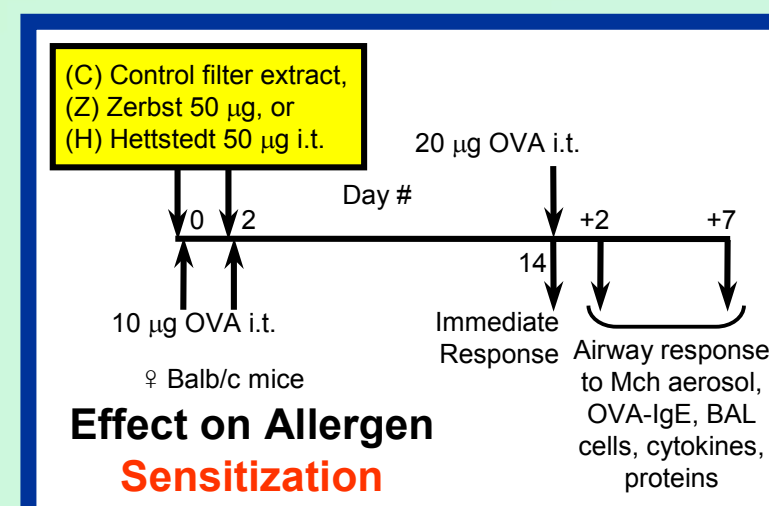 (C) Control filter extract,
(Z) Zerbst 50 μg, or
(H) Hettstedt 50 μg i.t.
20 μg OVA i.t.
Day #
0 2 +2 +7
14
10 μg OVA i.t.
Immediate
Response
Airway response
to Mch aerosol,
OVA-IgE, BAL
cells, cytokines,
proteins
♀ Balb/c mice
Effect on Allergen
Sensitization